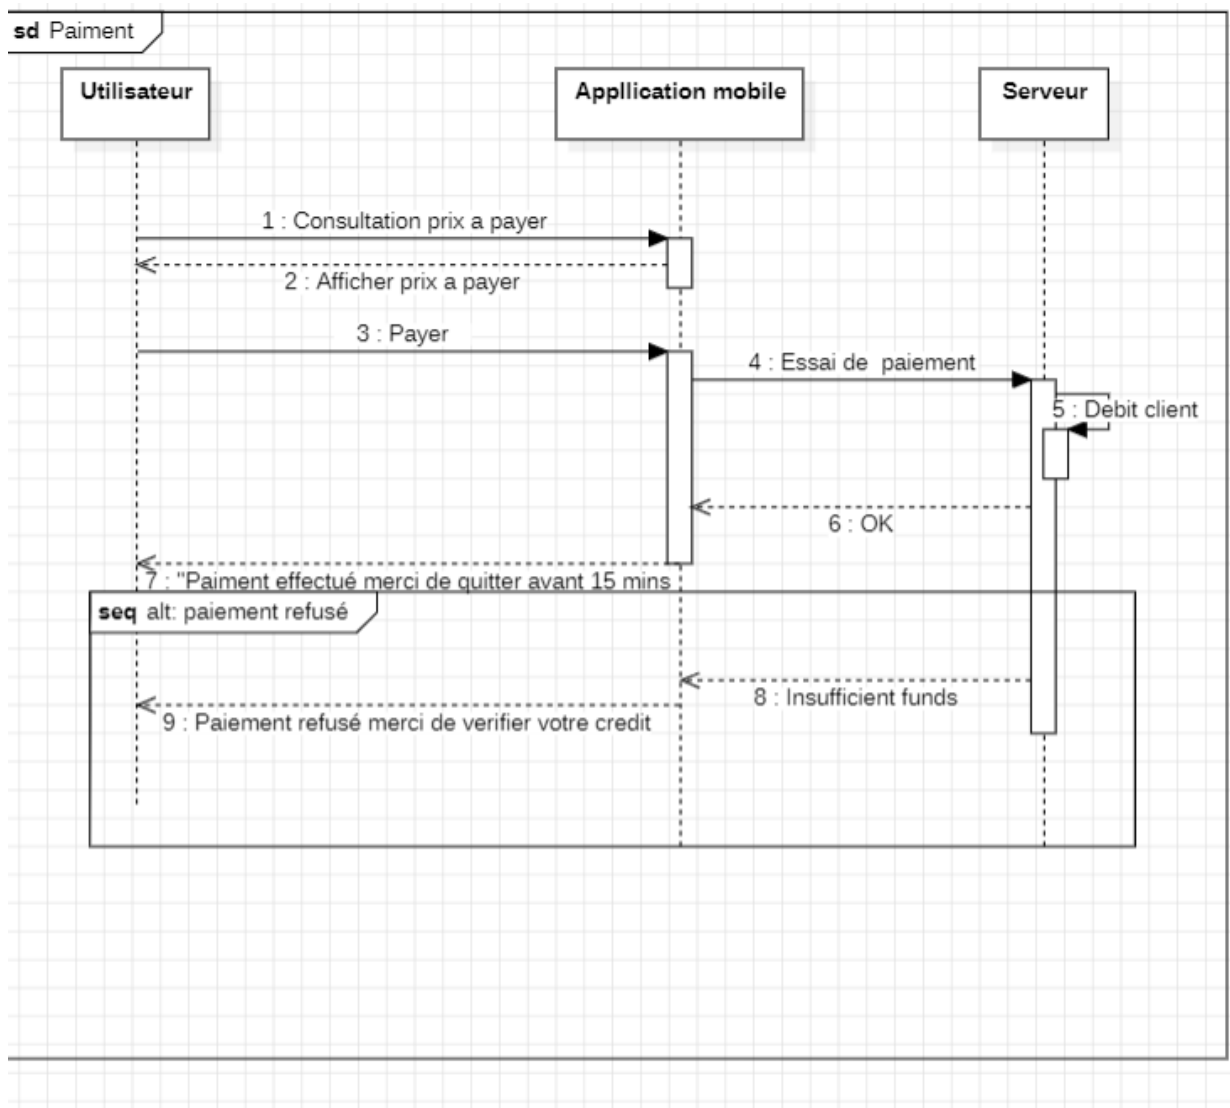 sd Paiment
Utilisateur
Appllication mobile
Serveur
1 : Consultation prix a payer
2 : Afficher prix a payer
3 : Payer
4 : Essai de  paiement
5 : Debit client
6 : OK
7 : "Paiment effectué merci de quitter avant 15 mins
seq alt: paiement refusé
8 : Insufficient funds
9 : Paiement refusé merci de verifier votre credit